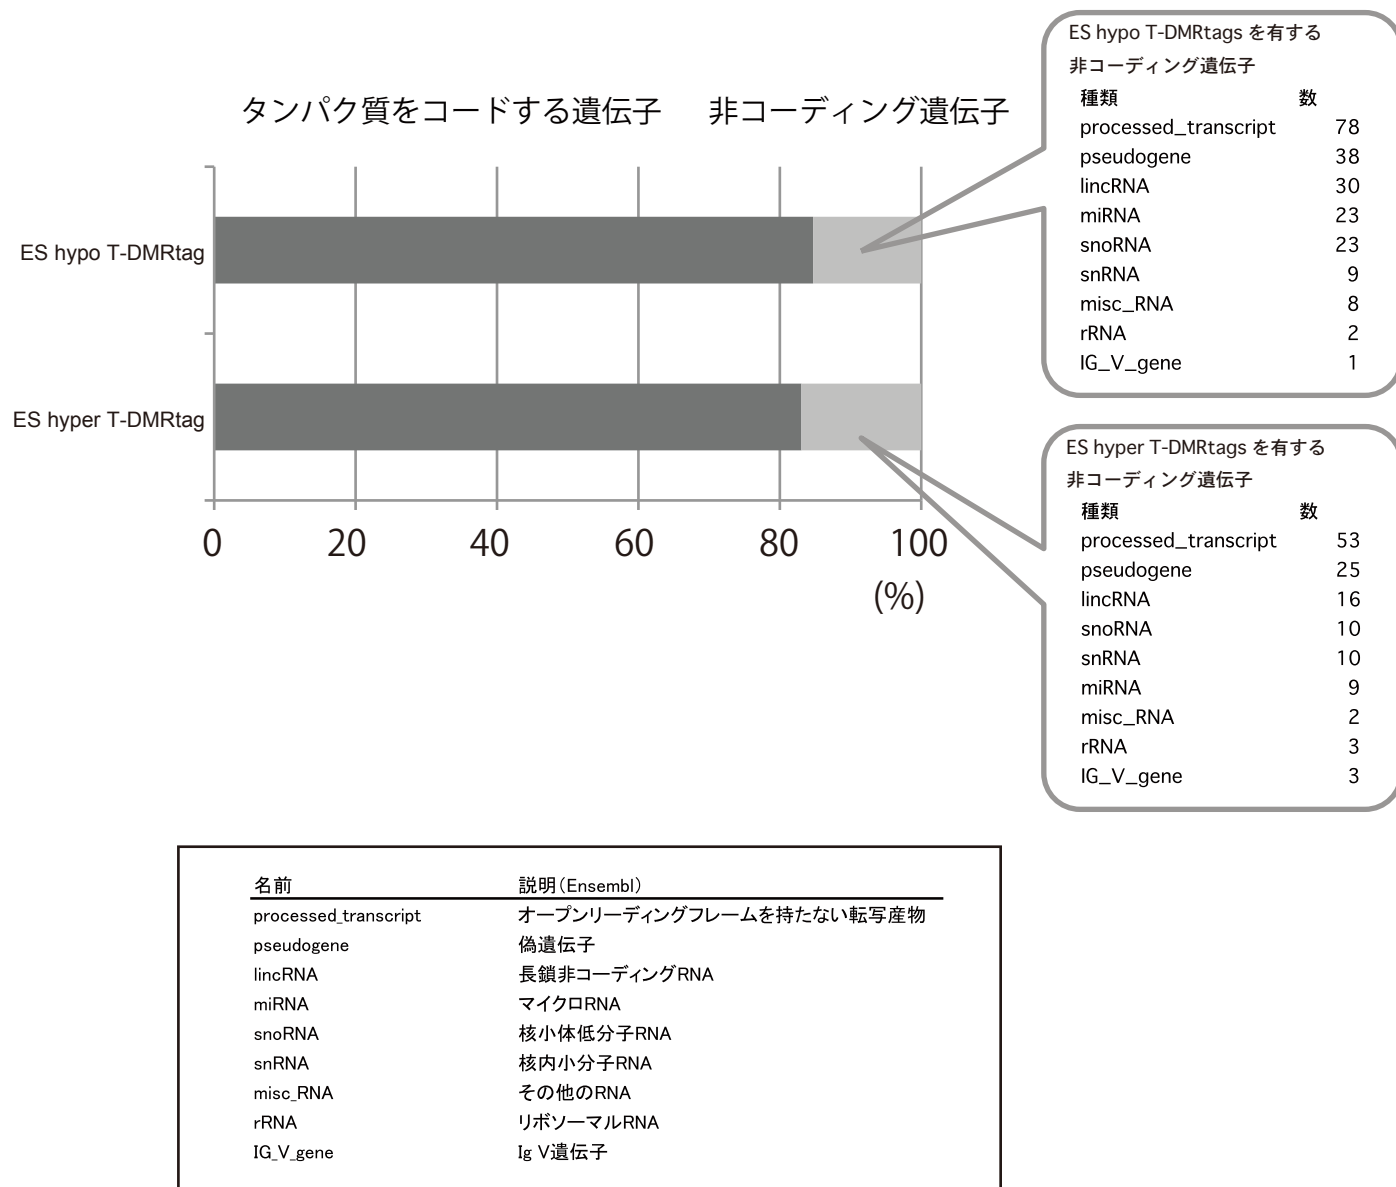 タンパク質をコードする遺伝子 非コーディング遺伝子
ES hypo T-DMRtag
ES hyper T-DMRtag
0 20 40 60 80 100
(%)
ES hypo T-DMRtags を有する
非コーディング遺伝子
種類 数
processed_transcript 78
pseudogene 38
lincRNA 30
miRNA 23
snoRNA 23
snRNA 9
misc_RNA 8
rRNA 2
IG_V_gene 1
ES hyper T-DMRtags を有する
非コーディング遺伝子
種類 数
processed_transcript 53
pseudogene 25
lincRNA 16
snoRNA 10
snRNA 10
miRNA 9
misc_RNA 2
rRNA 3
IG_V_gene 3
名前 説明(Ensembl)
processed_transcript オープンリーディングフレームを持たない転写産物
pseudogene 偽遺伝子
lincRNA 長鎖非コーディングRNA
miRNA マイクロRNA
snoRNA 核小体低分子RNA
snRNA 核内小分子RNA
misc_RNA その他のRNA
rRNA リボソーマルRNA
IG_V_gene Ig V遺伝子